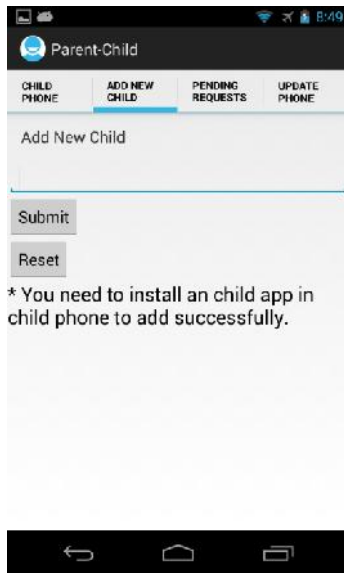 8:49
Parent-Child
CHILD PHONE
ADD NEW CHILD
PENDING REQUESTS
UPDATE PHONE
Add New Child
Submit
Reset
* You need to install an child app in
child phone to add successfully.